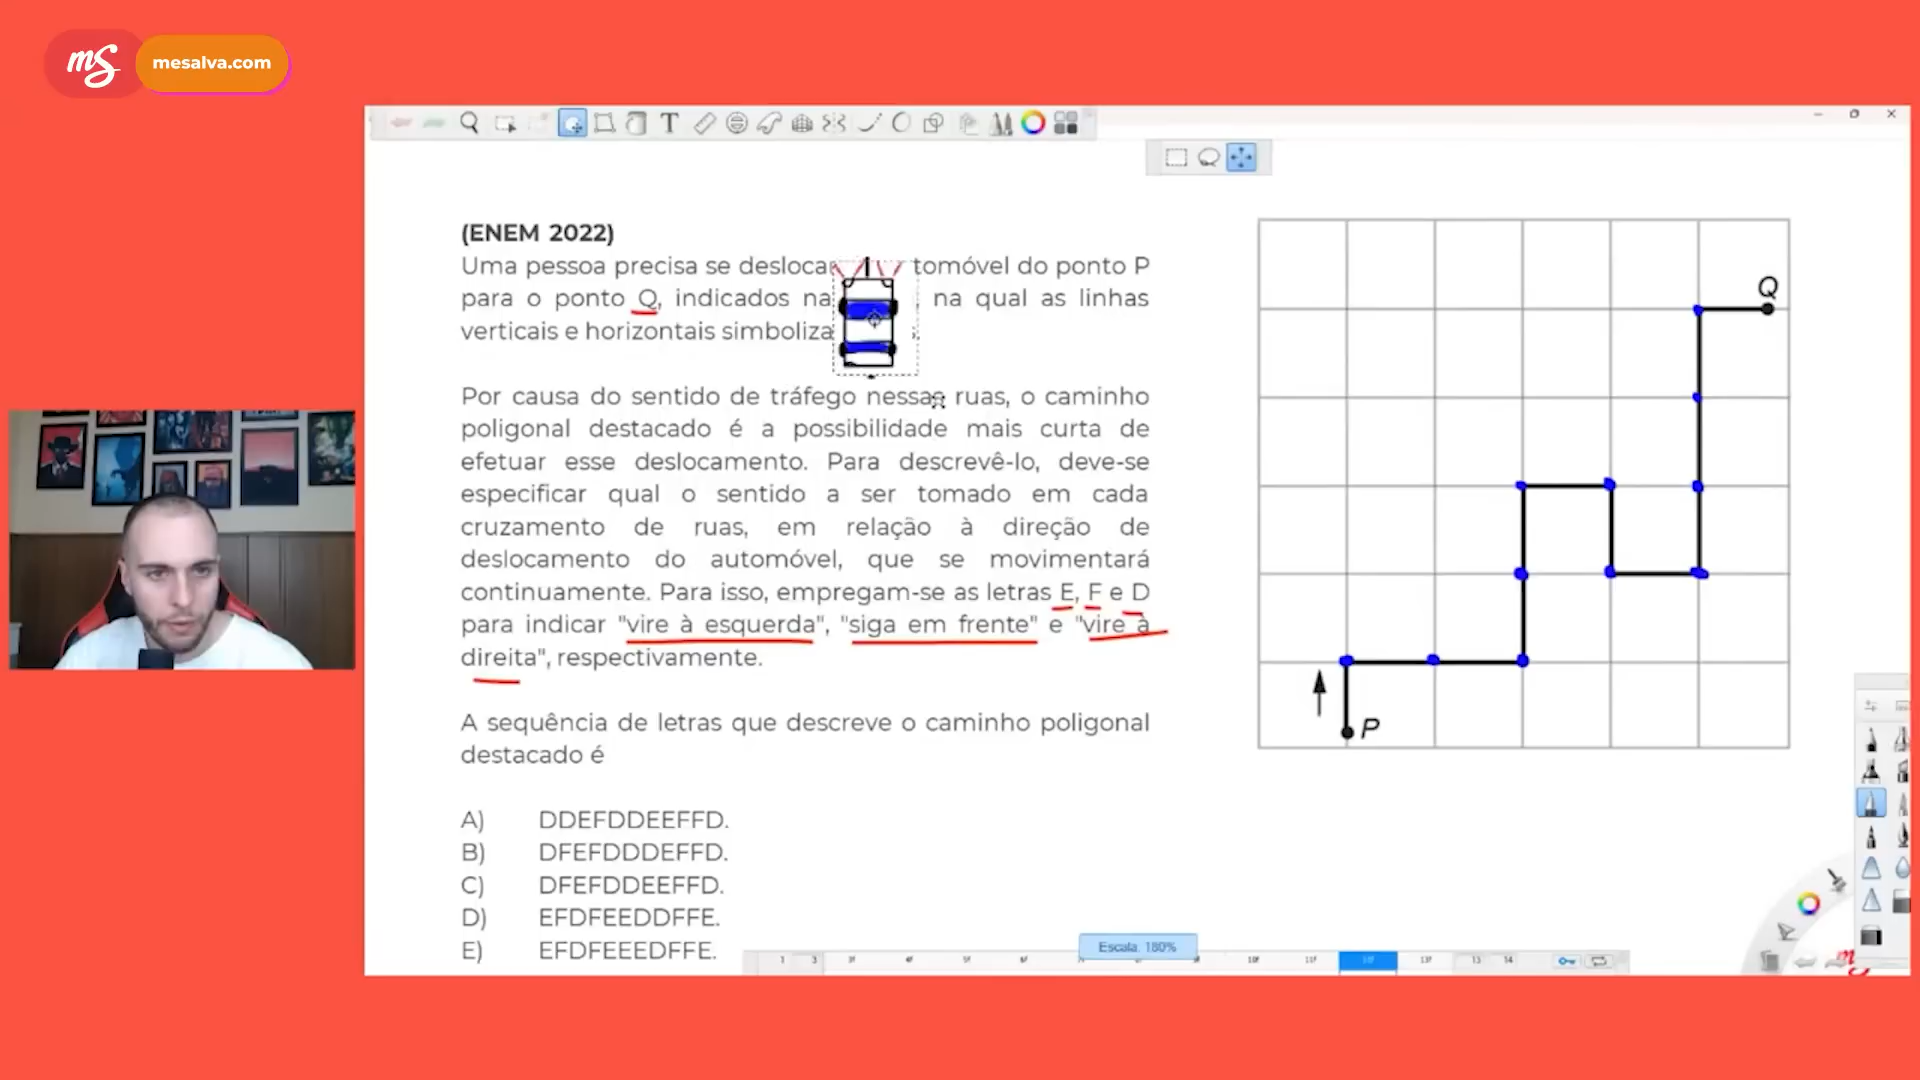 mS mesalva.com
(ENEM 2022)
Uma pessoa precisa se desloca tomóvel do ponto P
para o ponto Q, indicados na , na qual as linhas
verticais e horizontais simboliza .
Por causa do sentido de tráfego nessas ruas, o caminho
poligonal destacado é a possibilidade mais curta de
efetuar esse deslocamento. Para descrevê-lo, deve-se
especificar qual o sentido a ser tomado em cada
cruzamento de ruas, em relação à direção de
deslocamento do automóvel, que se movimentará
continuamente. Para isso, empregam-se as letras E, F e D
para indicar "vire à esquerda", "siga em frente" e "vire à
direita", respectivamente.
A sequência de letras que descreve o caminho poligonal
destacado é
A) DDEFDDEEFFD.
B) DFEFDDDEFFD.
C) DFEFDDEEFFD.
D) EFDFEEDDFFE.
E) EFDFEEEDFFE.
Q
P
Escala. 180%
1 3 13 14